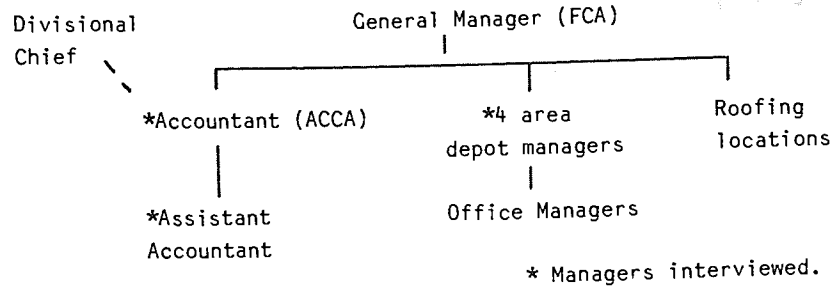 Divisional
Chief
General Manager (FCA)
*Accountant (ACCA)
*4 area
depot managers
Roofing
locations
*Assistant
Accountant
Office Managers
* Managers interviewed.